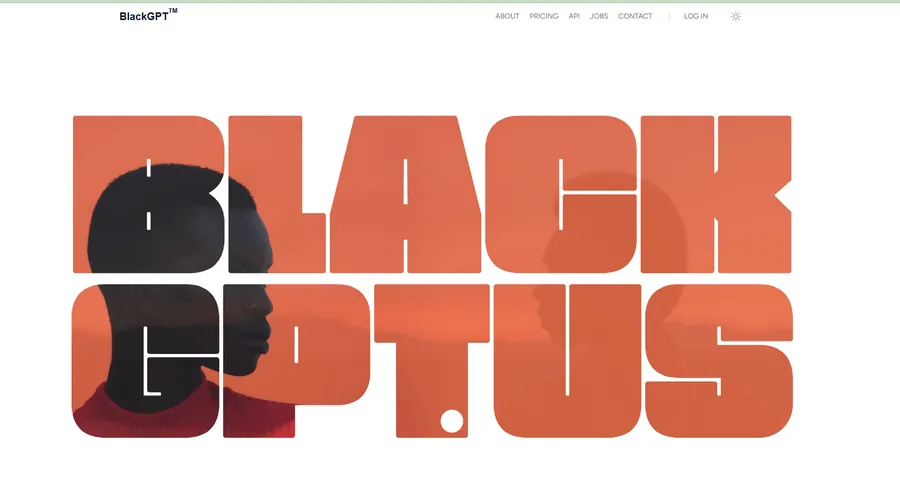 BlackGPT™
ABOUT PRICING API JOBS CONTACT LOG IN
BLACK
GPT.US